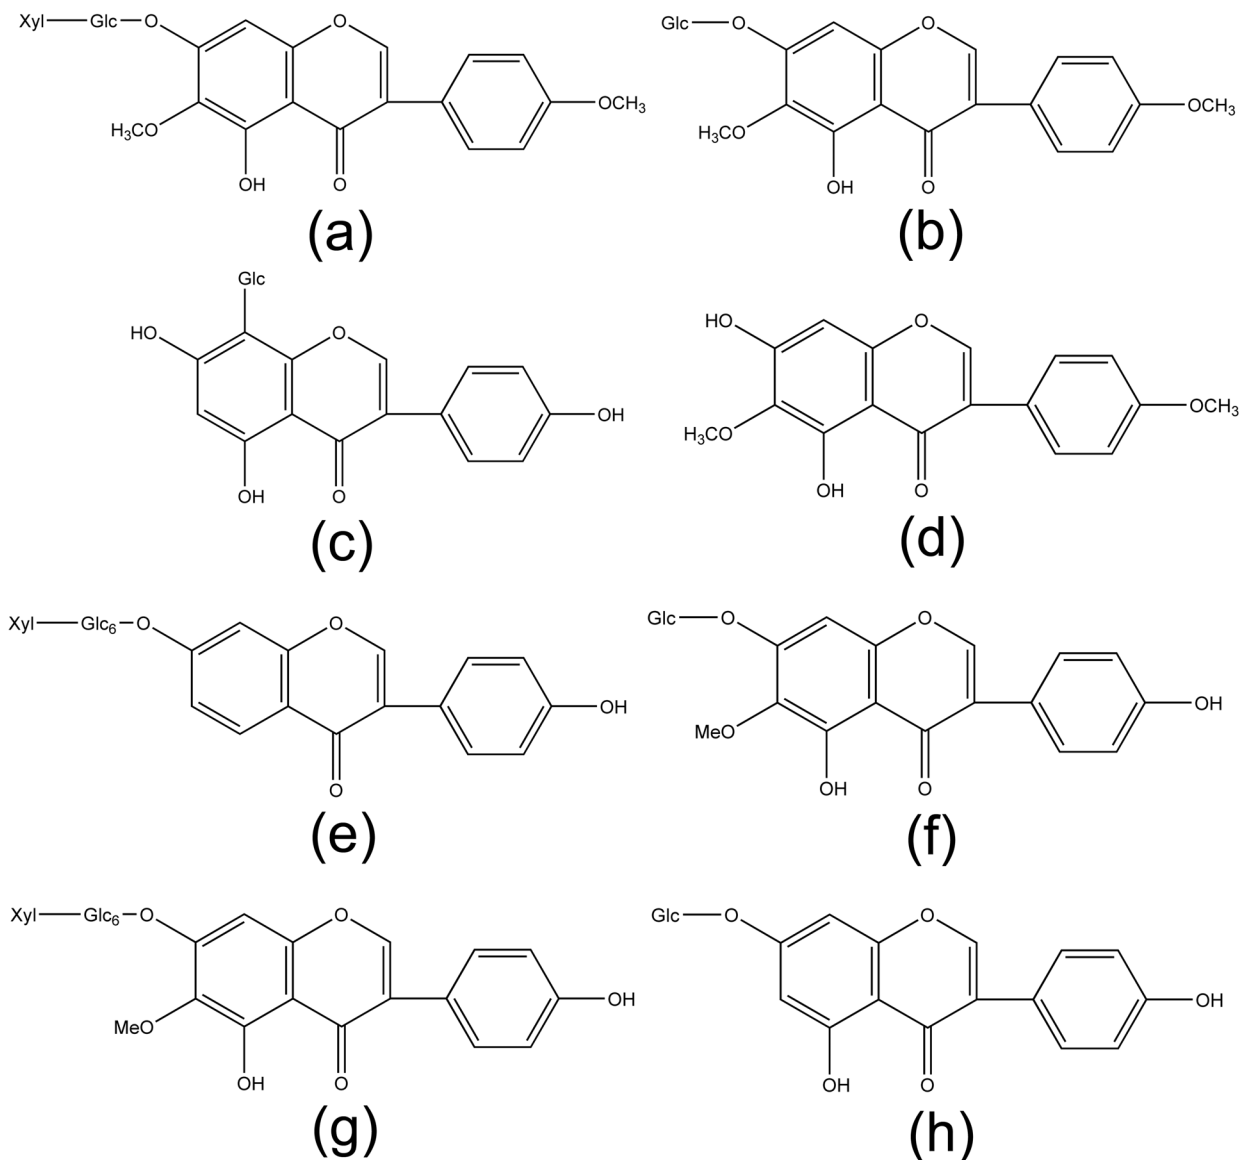 Xyl Glc O O
OCH3
H3CO
OH O
(a)
Glc O O
OCH3
H3CO
OH O
(b)
Glc
HO O
OH
OH O
(c)
HO O
OCH3
H3CO
OH O
(d)
Xyl Glc6 O O
OH
O
(e)
Glc O O
OH
MeO
OH O
(f)
Xyl Glc6 O O
OH
MeO
OH O
(g)
Glc O O
OH
OH O
(h)